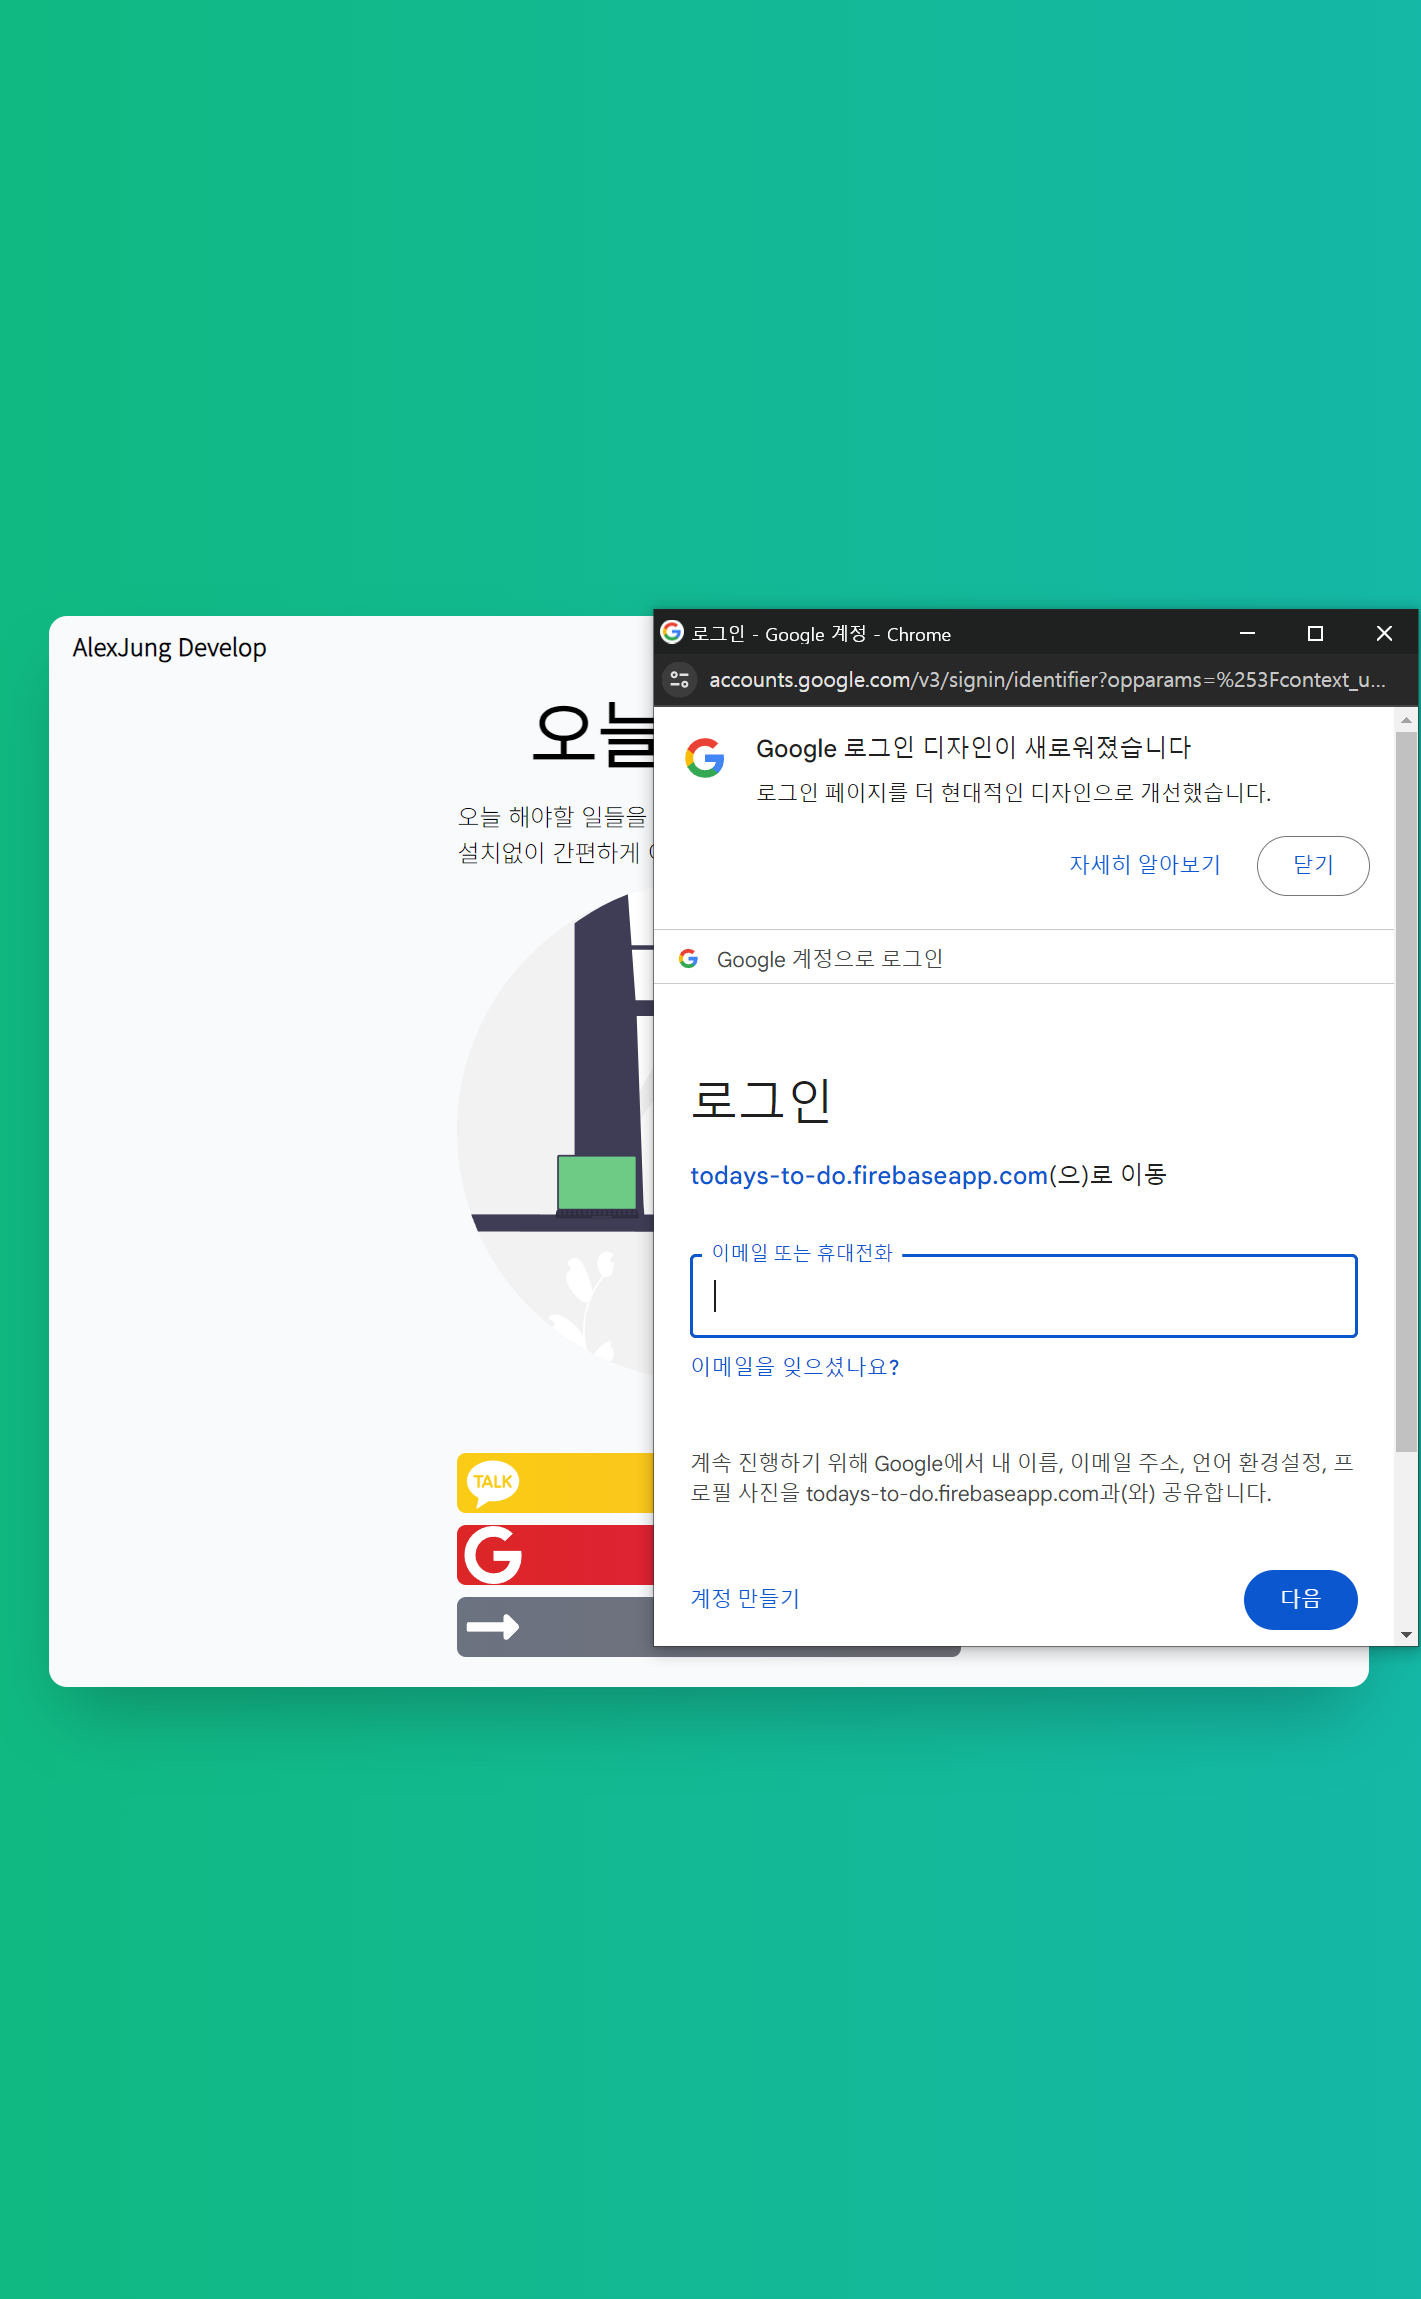 AlexJung Develop
오늘
오늘 해야할 일들을
설치없이 간편하게
TALK
로그인 - Google 계정 - Chrome
accounts.google.com/v3/signin/identifier?opparams=%253Fcontext_u...
Google 로그인 디자인이 새로워졌습니다
로그인 페이지를 더 현대적인 디자인으로 개선했습니다.
자세히 알아보기 닫기
Google 계정으로 로그인
로그인
todays-to-do.firebaseapp.com(으)로 이동
이메일 또는 휴대전화
이메일을 잊으셨나요?
계속 진행하기 위해 Google에서 내 이름, 이메일 주소, 언어 환경설정, 프
로필 사진을 todays-to-do.firebaseapp.com과(와) 공유합니다.
계정 만들기 다음